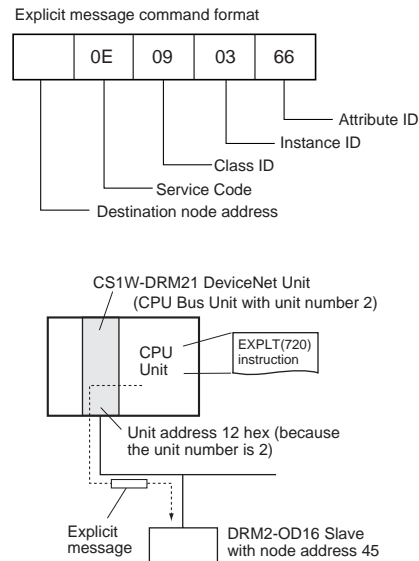 Explicit message command format
0E 09 03 66
Attribute ID
Instance ID
Class ID
Service Code
Destination node address
CS1W-DRM21 DeviceNet Unit
(CPU Bus Unit with unit number 2)
CPU
Unit
EXPLT(720)
instruction
Unit address 12 hex (because
the unit number is 2)
Explicit
message
DRM2-OD16 Slave
with node address 45